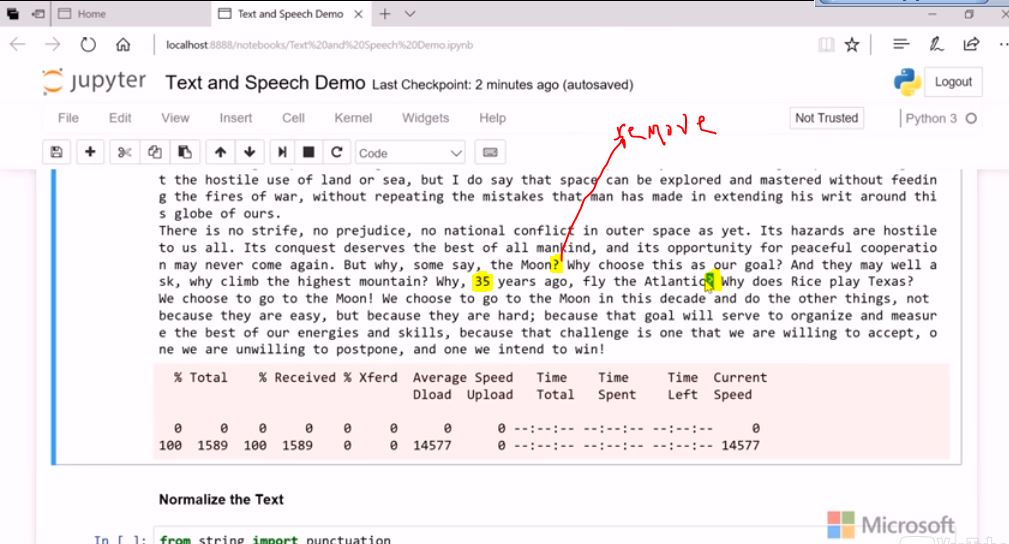 Home
Text and Speech Demo
localhost:8888/notebooks/Text%20and%20Speech%20Demo.ipynb
jupyter Text and Speech Demo Last Checkpoint: 2 minutes ago (autosaved)
Logout
File Edit View Insert Cell Kernel Widgets Help
Not Trusted
Python 3
remove
Code
t the hostile use of land or sea, but I do say that space can be explored and mastered without feedin
g the fires of war, without repeating the mistakes that man has made in extending his writ around thi
s globe of ours.
There is no strife, no prejudice, no national conflict in outer space as yet. Its hazards are hostile
to us all. Its conquest deserves the best of all mankind, and its opportunity for peaceful cooperatio
n may never come again. But why, some say, the Moon? Why choose this as our goal? And they may well a
sk, why climb the highest mountain? Why, 35 years ago, fly the Atlantic? Why does Rice play Texas?
We choose to go to the Moon! We choose to go to the Moon in this decade and do the other things, not
because they are easy, but because they are hard; because that goal will serve to organize and measur
e the best of our energies and skills, because that challenge is one that we are willing to accept, o
ne we are unwilling to postpone, and one we intend to win!
% Total % Received % Xferd Average Speed Time Time Time Current
Dload Upload Total Spent Left Speed
0 0 0 0 0 0 0 0 --:--:-- --:--:-- --:--:-- 0
100 1589 100 1589 0 0 14577 0 --:--:-- --:--:-- --:--:-- 14577
Normalize the Text
Microsoft
In [ ]: from string import punctuation